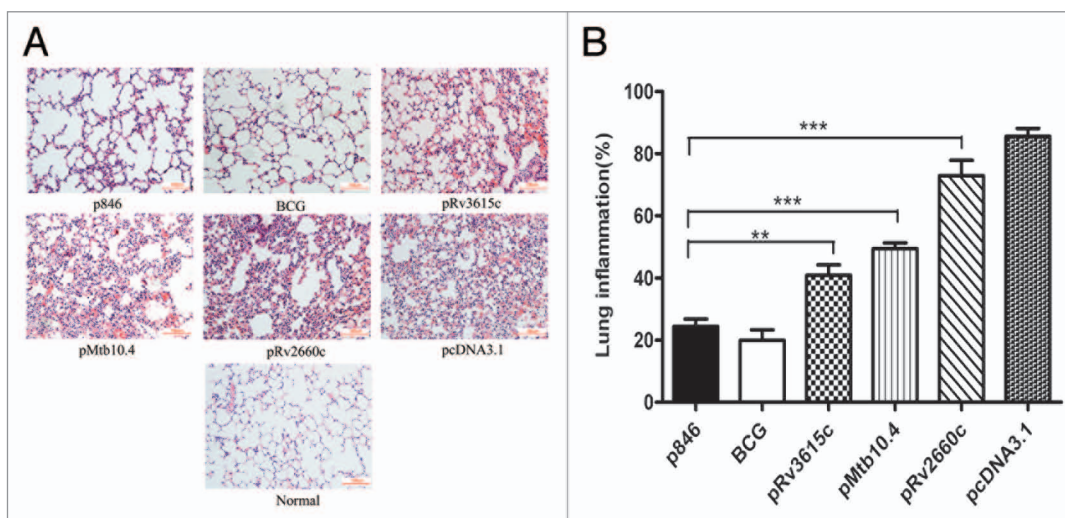 A
p846 BCG pRv3615c
pMtb10.4 pRv2660c pcDNA3.1
Normal
B
Lung inflammation(%)
100
80
60
40
20
0
***
***
**
p846 BCG pRv3615c pMtb10.4 pRv2660c pcDNA3.1